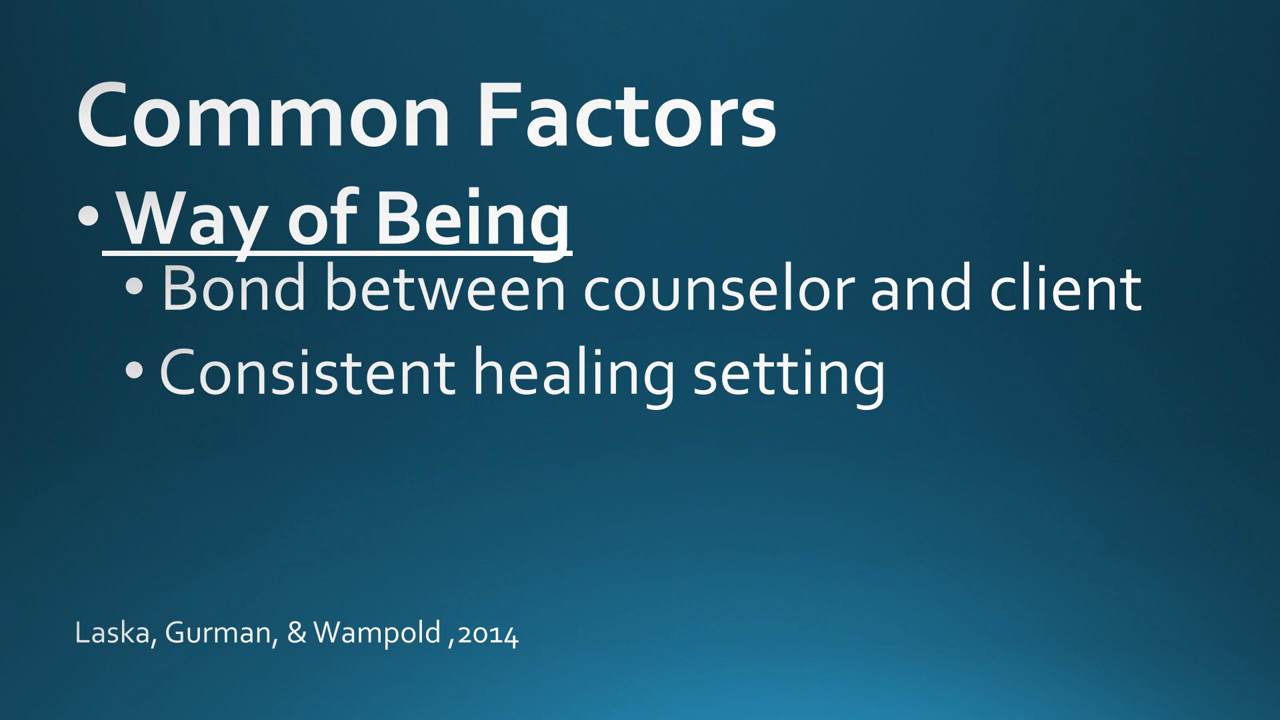 Common Factors
• Way of Being
• Bond between counselor and client
• Consistent healing setting
Laska, Gurman, & Wampold ,2014